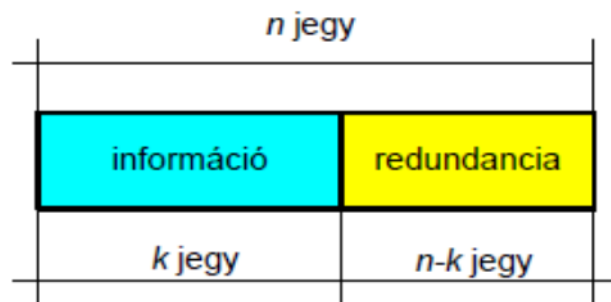 n jegy
információ redundancia
k jegy n-k jegy